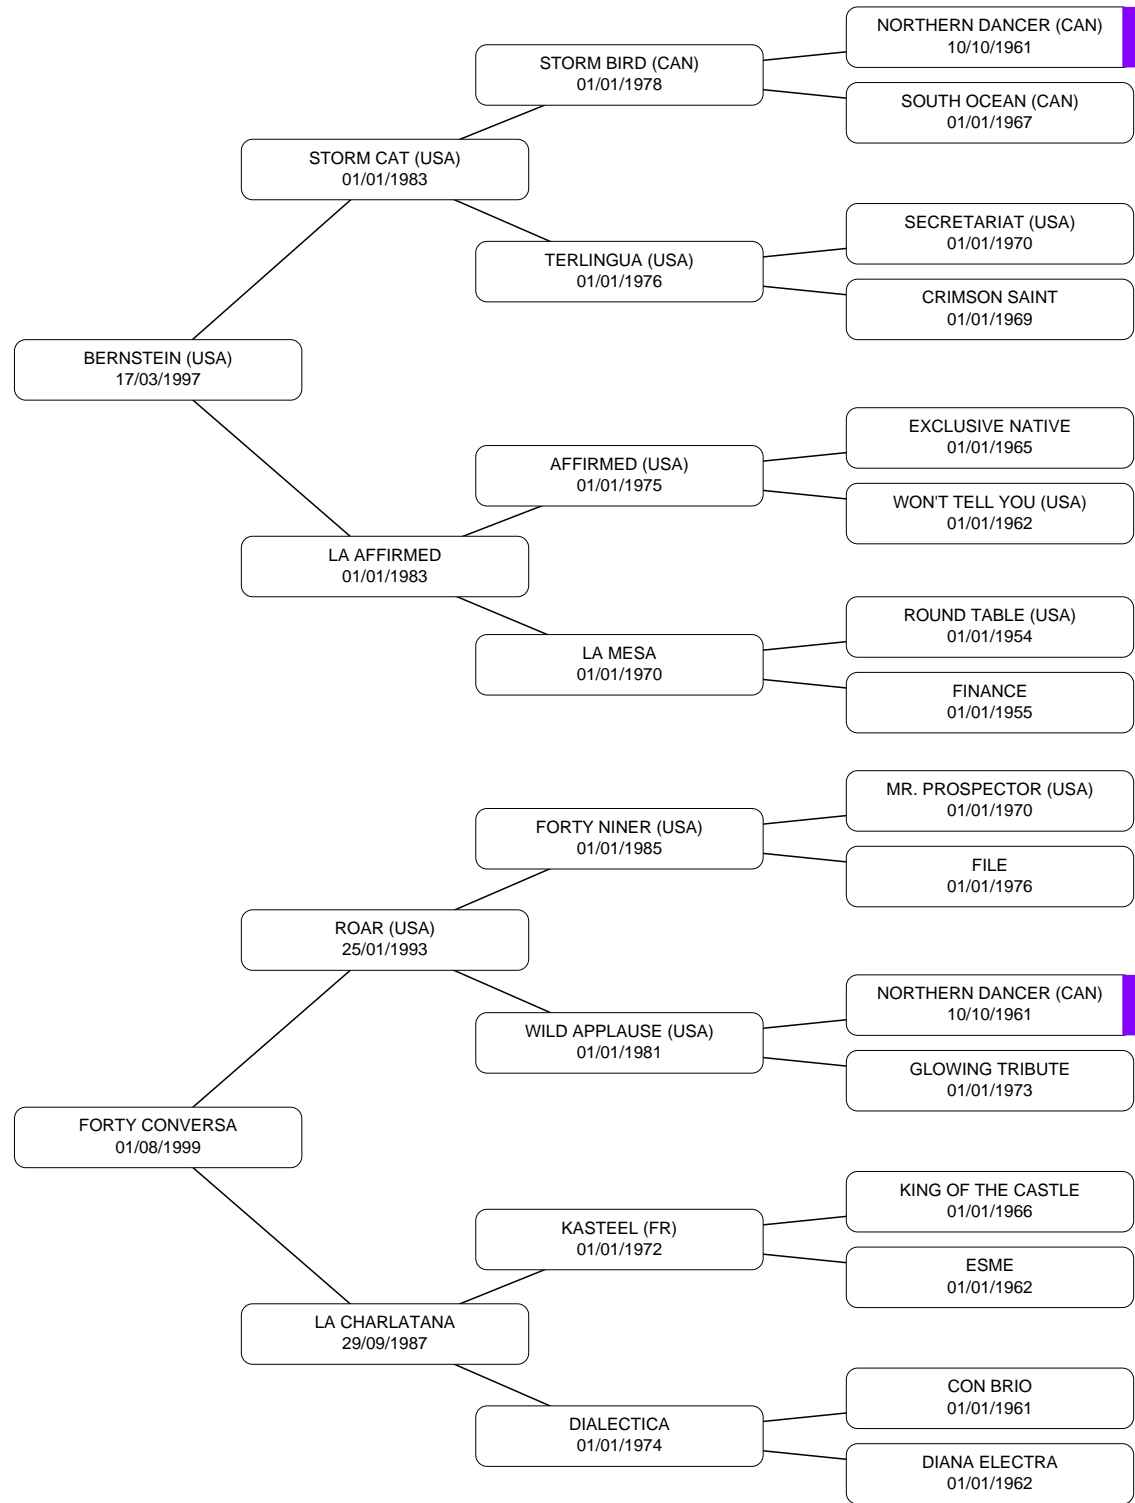 NORTHERN DANCER (CAN)
10/10/1961
STORM BIRD (CAN)
01/01/1978
SOUTH OCEAN (CAN)
01/01/1967
STORM CAT (USA)
01/01/1983
SECRETARIAT (USA)
01/01/1970
TERLINGUA (USA)
01/01/1976
CRIMSON SAINT
01/01/1969
BERNSTEIN (USA)
17/03/1997
EXCLUSIVE NATIVE
01/01/1965
AFFIRMED (USA)
01/01/1975
WON'T TELL YOU (USA)
01/01/1962
LA AFFIRMED
01/01/1983
ROUND TABLE (USA)
01/01/1954
LA MESA
01/01/1970
FINANCE
01/01/1955
MR. PROSPECTOR (USA)
01/01/1970
FORTY NINER (USA)
01/01/1985
FILE
01/01/1976
ROAR (USA)
25/01/1993
NORTHERN DANCER (CAN)
10/10/1961
WILD APPLAUSE (USA)
01/01/1981
GLOWING TRIBUTE
01/01/1973
FORTY CONVERSA
01/08/1999
KING OF THE CASTLE
01/01/1966
KASTEEL (FR)
01/01/1972
ESME
01/01/1962
LA CHARLATANA
29/09/1987
CON BRIO
01/01/1961
DIALECTICA
01/01/1974
DIANA ELECTRA
01/01/1962